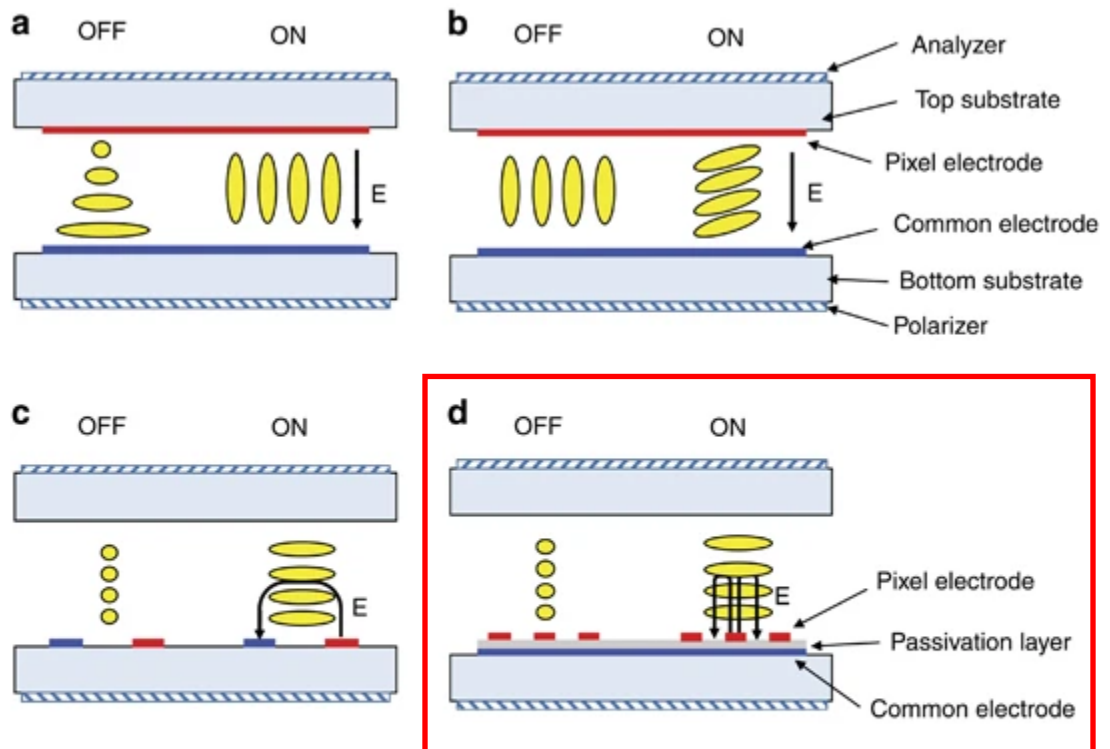 a
OFF
ON
E
b
OFF
ON
E
Analyzer
Top substrate
Pixel electrode
Common electrode
Bottom substrate
Polarizer
c
OFF
ON
E
d
OFF
ON
E
Pixel electrode
Passivation layer
Common electrode